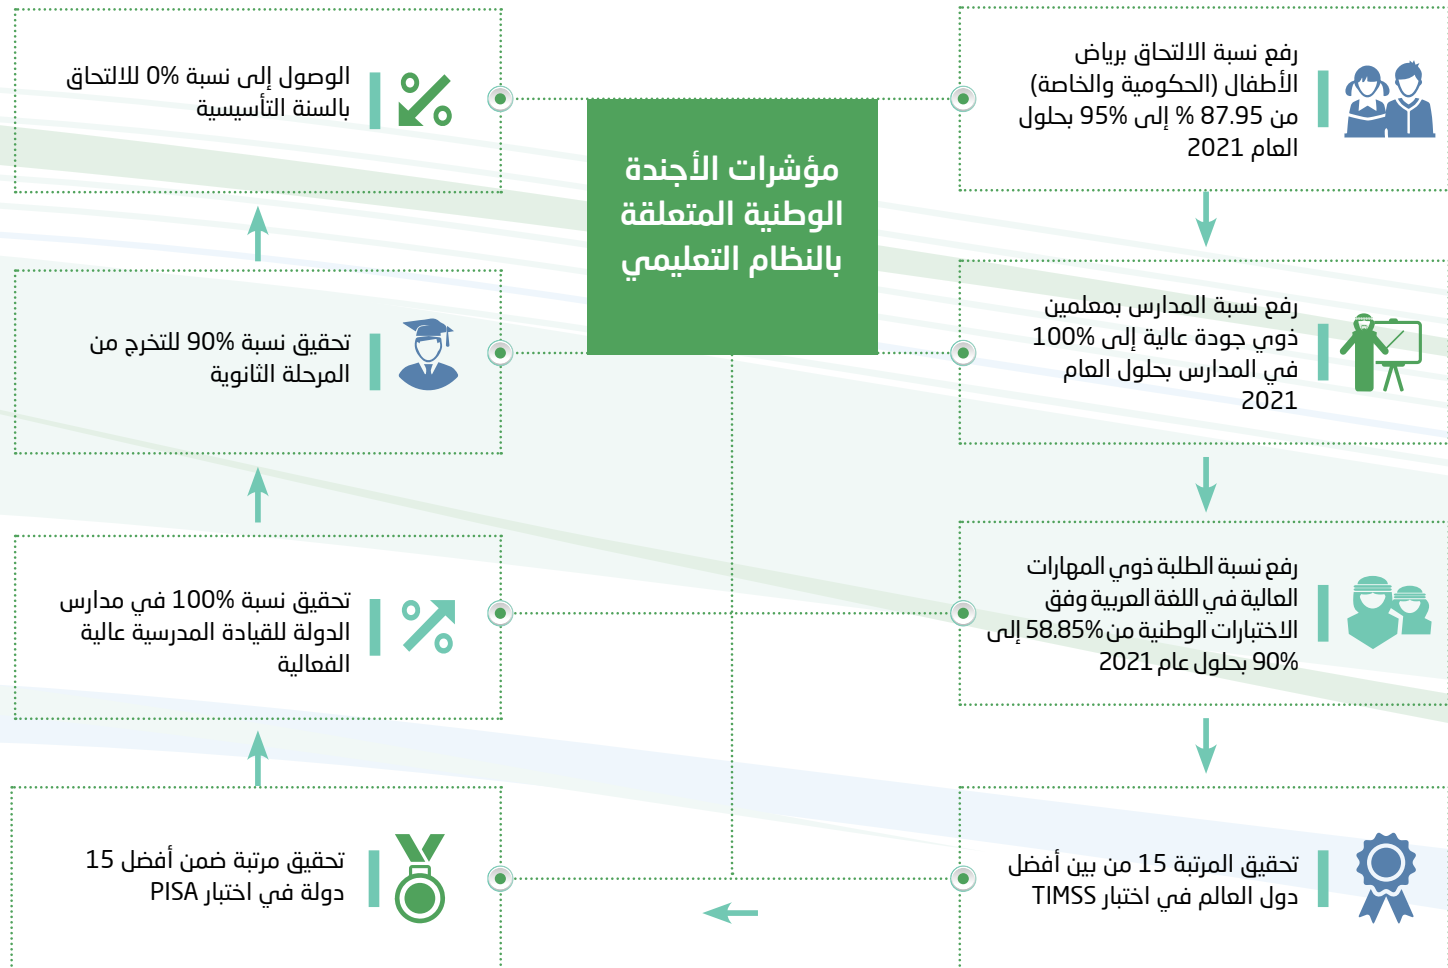 مؤشرات الأجندة
الوطنية المتعلقة
بالنظام التعليمي
رفع نسبة الالتحاق برياض
الأطفال (الحكومية والخاصة)
من 87.95 % إلى 95% بحلول
العام 2021
رفع نسبة المدارس بمعلمين
ذوي جودة عالية إلى 100%
في المدارس بحلول العام
2021
رفع نسبة الطلبة ذوي المهارات
العالية في اللغة العربية وفق
الاختبارات الوطنية من 58.85% إلى
90% بحلول عام 2021
تحقيق المرتبة 15 من بين أفضل
دول العالم في اختبار TIMSS
تحقيق مرتبة ضمن أفضل 15
دولة في اختبار PISA
تحقيق نسبة 100% في مدارس
الدولة للقيادة المدرسية عالية
الفعالية
تحقيق نسبة 90% للتخرج من
المرحلة الثانوية
الوصول إلى نسبة 0% للالتحاق
بالسنة التأسيسية